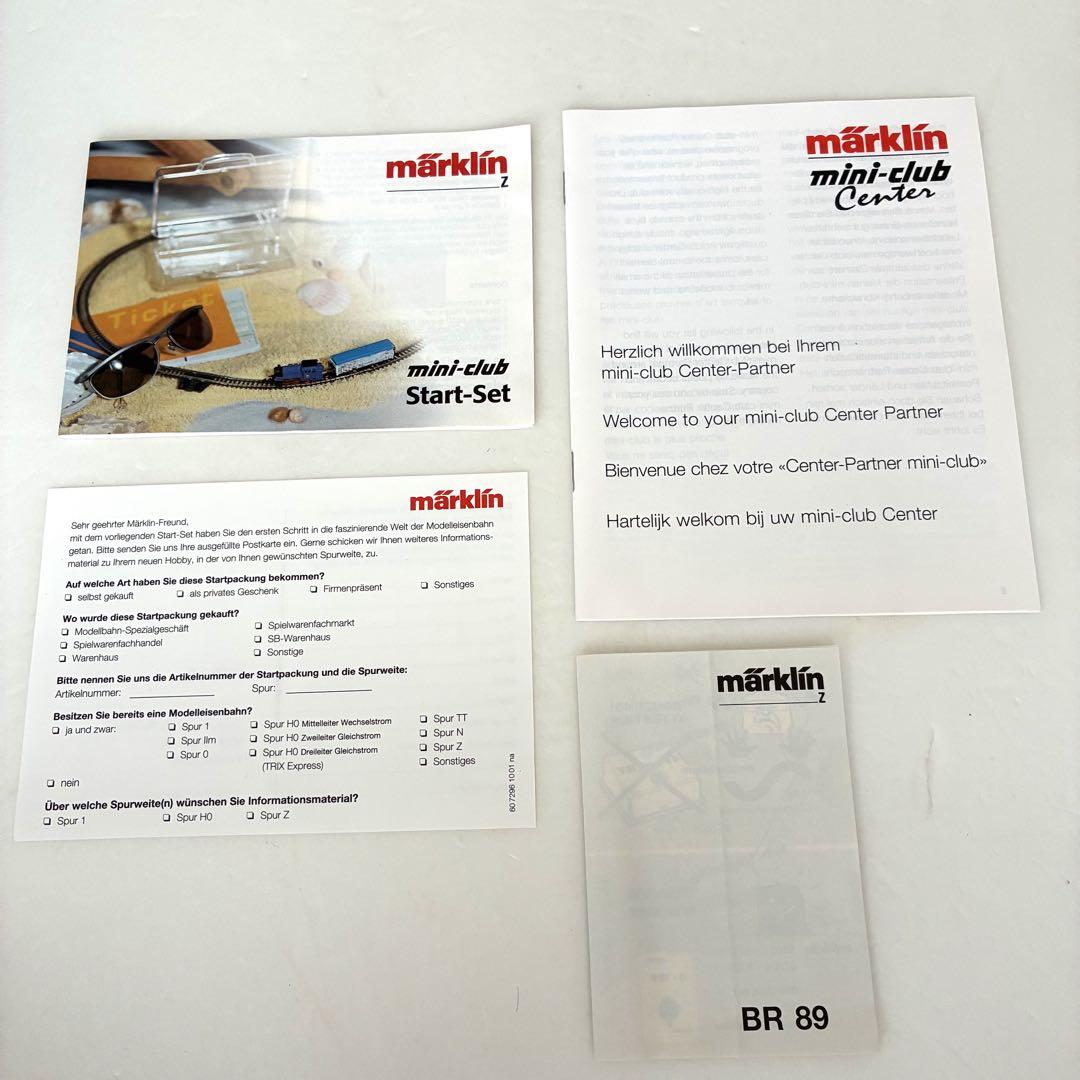 märklin
Z
Ticket
mini-club
Start-Set
märklin
mini-club
Center
Herzlich willkommen bei Ihrem
mini-club Center-Partner
Welcome to your mini-club Center Partner
Bienvenue chez votre «Center-Partner mini-club»
Hartelijk welkom bij uw mini-club Center
märklin
Sehr geehrter Märklin-Freund,
mit dem vorliegenden Start-Set haben Sie den ersten Schritt in die faszinierende Welt der Modelleisenbahn
getan. Bitte senden Sie uns Ihre ausgefüllte Postkarte ein. Gerne schicken wir Ihnen weiteres Informations-
material zu Ihrem neuen Hobby, in der von Ihnen gewünschten Spurweite, zu.
Auf welche Art haben Sie diese Startpackung bekommen?
❏ selbst gekauft ❏ als privates Geschenk ❏ Firmenpräsent ❏ Sonstiges
Wo wurde diese Startpackung gekauft?
❏ Modellbahn-Spezialgeschäft ❏ Spielwarenfachmarkt
❏ Spielwarenfachhandel ❏ SB-Warenhaus
❏ Warenhaus ❏ Sonstige
Bitte nennen Sie uns die Artikelnummer der Startpackung und die Spurweite:
Artikelnummer: ____________ Spur: ____________
Besitzen Sie bereits eine Modelleisenbahn?
❏ ja und zwar: ❏ Spur 1 ❏ Spur H0 Mittelleiter Wechselstrom ❏ Spur TT
❏ Spur IIm ❏ Spur H0 Zweileiter Gleichstrom ❏ Spur N
❏ Spur 0 ❏ Spur H0 Dreileiter Gleichstrom ❏ Spur Z
(TRIX Express) ❏ Sonstiges
❏ nein
Über welche Spurweite(n) wünschen Sie Informationsmaterial?
❏ Spur 1 ❏ Spur H0 ❏ Spur Z
60 7296 10 01 na
märklin
Z
BR 89